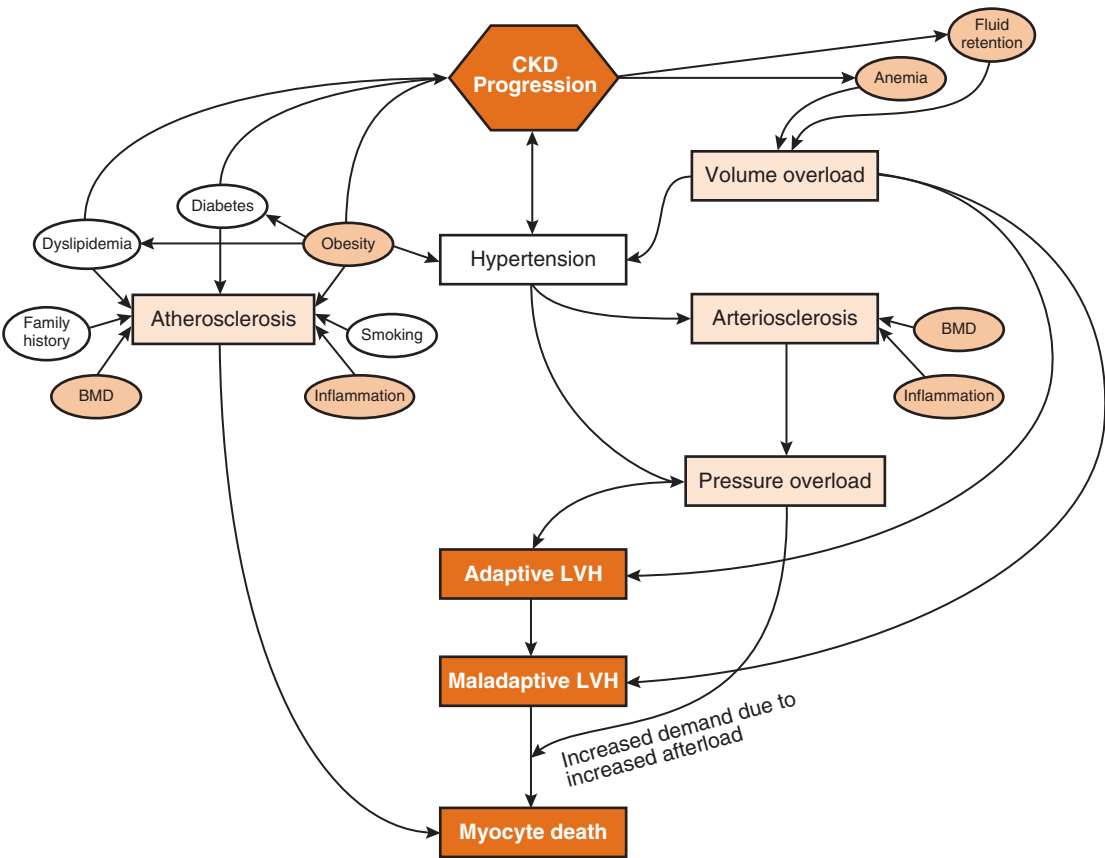 Fluid
retention
CKD
Progression
Anemia
Volume overload
Diabetes
Dyslipidemia
Obesity
Hypertension
Atherosclerosis
Arteriosclerosis
Family
history
Smoking
BMD
BMD
Inflammation
Inflammation
Pressure overload
Adaptive LVH
Maladaptive LVH
Increased demand due to
increased afterload
Myocyte death